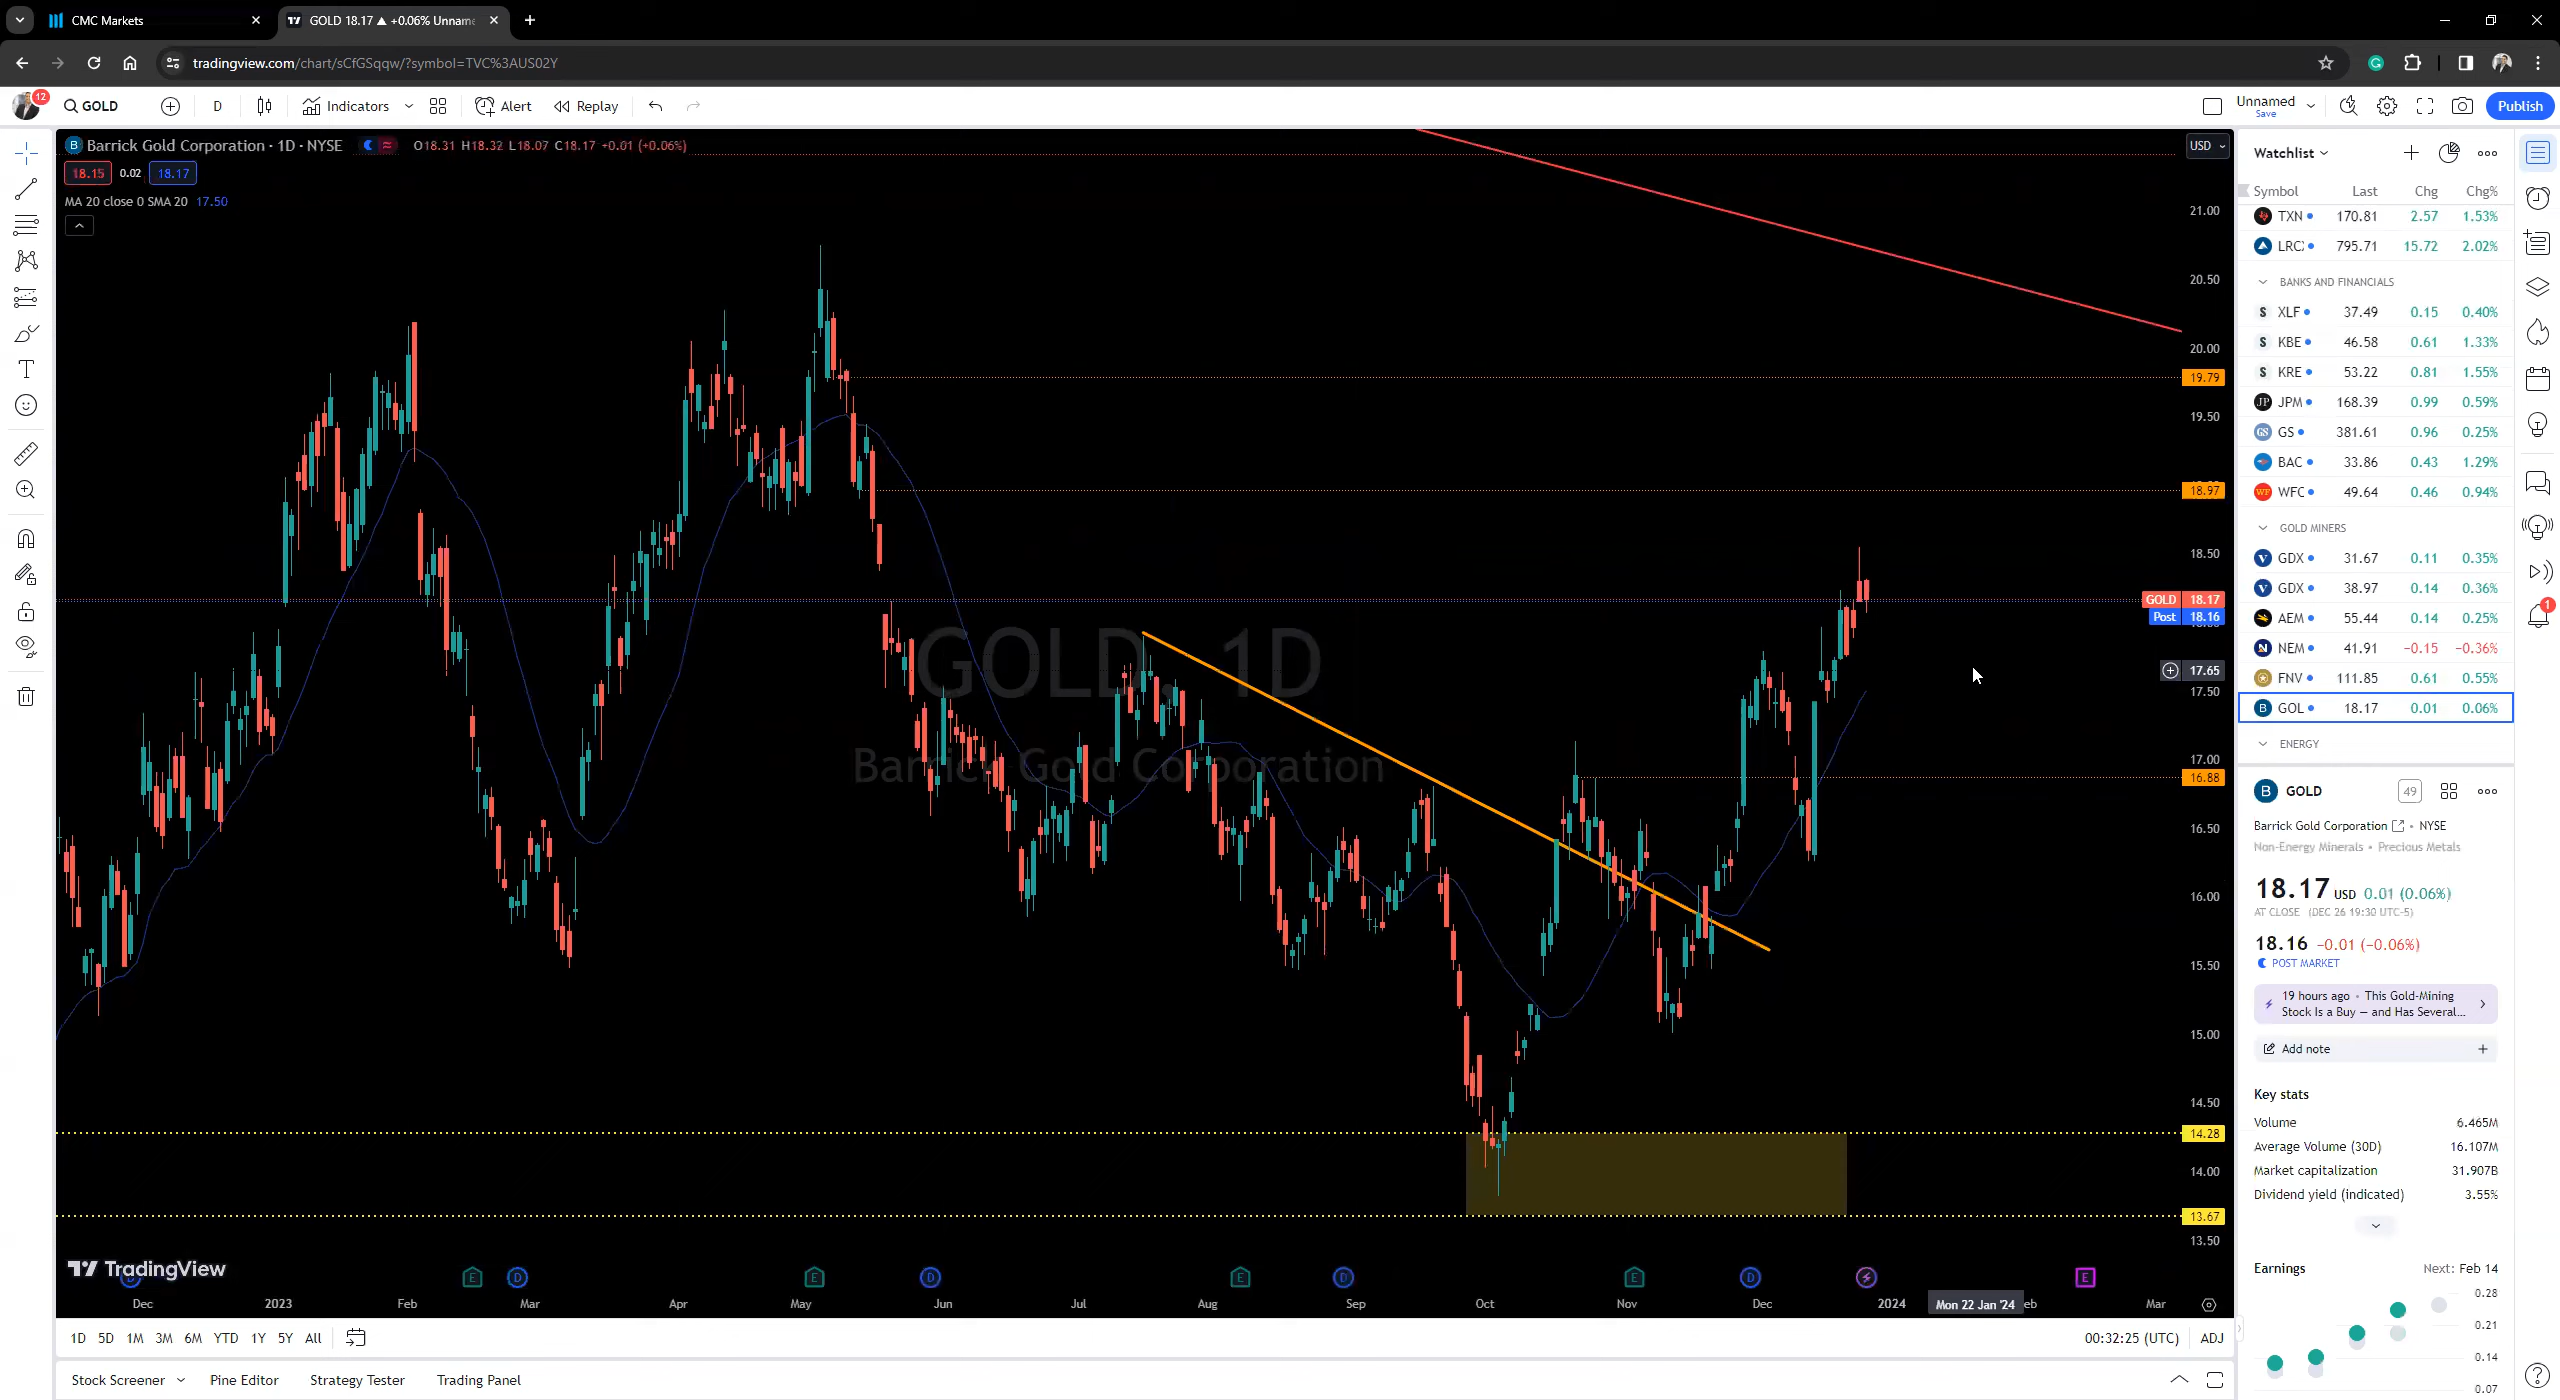 CMC Markets
GOLD 18.17 ▲ +0.06% Unname
tradingview.com/chart/sCfGSqqw/?symbol=TVC%3AUS02Y
12
GOLD
D
Indicators
Alert
Replay
Unnamed
Save
Publish
Barrick Gold Corporation · 1D · NYSE
O18.31 H18.32 L18.07 C18.17 +0.01 (+0.06%)
USD
18.15 0.02 18.17
MA 20 close 0 SMA 20 17.50
21.00
20.50
20.00
19.79
19.50
18.97
18.50
GOLD 18.17
Post 18.16
17.65
17.50
17.00
16.88
16.50
16.00
15.50
15.00
14.50
14.28
14.00
13.67
13.50
GOLD, 1D
Barrick Gold Corporation
TradingView
D E D E D E D E D E
Dec 2023 Feb Mar Apr May Jun Jul Aug Sep Oct Nov Dec 2024 Mon 22 Jan '24 eb Mar
1D 5D 1M 3M 6M YTD 1Y 5Y All
00:32:25 (UTC) ADJ
Stock Screener Pine Editor Strategy Tester Trading Panel
Watchlist
Symbol Last Chg Chg%
TXN 170.81 2.57 1.53%
LRC 795.71 15.72 2.02%
BANKS AND FINANCIALS
S XLF 37.49 0.15 0.40%
S KBE 46.58 0.61 1.33%
S KRE 53.22 0.81 1.55%
JP JPM 168.39 0.99 0.59%
GS GS 381.61 0.96 0.25%
BAC 33.86 0.43 1.29%
WF WFC 49.64 0.46 0.94%
GOLD MINERS
V GDX 31.67 0.11 0.35%
V GDX 38.97 0.14 0.36%
AEM 55.44 0.14 0.25%
N NEM 41.91 −0.15 −0.36%
FNV 111.85 0.61 0.55%
B GOL 18.17 0.01 0.06%
ENERGY
B GOLD 49
Barrick Gold Corporation • NYSE
Non-Energy Minerals • Precious Metals
18.17 USD 0.01 (0.06%)
AT CLOSE (DEC 26 19:30 UTC-5)
18.16 −0.01 (−0.06%)
POST MARKET
19 hours ago • This Gold-Mining
Stock Is a Buy — and Has Several...
Add note
Key stats
Volume 6.465M
Average Volume (30D) 16.107M
Market capitalization 31.907B
Dividend yield (indicated) 3.55%
Earnings Next: Feb 14
0.28
0.21
0.14
0.07
1